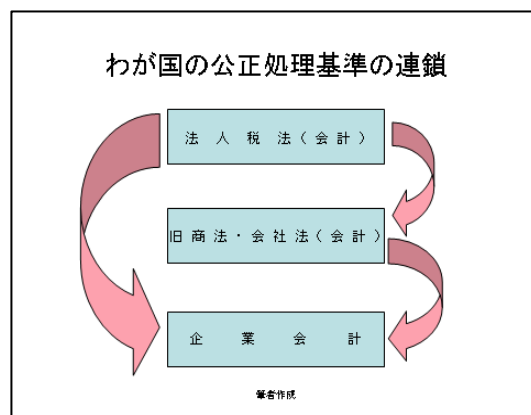 わが国の公正処理基準の連鎖
法人税法(会計)
旧商法・会社法(会計)
企業会計
筆者作成